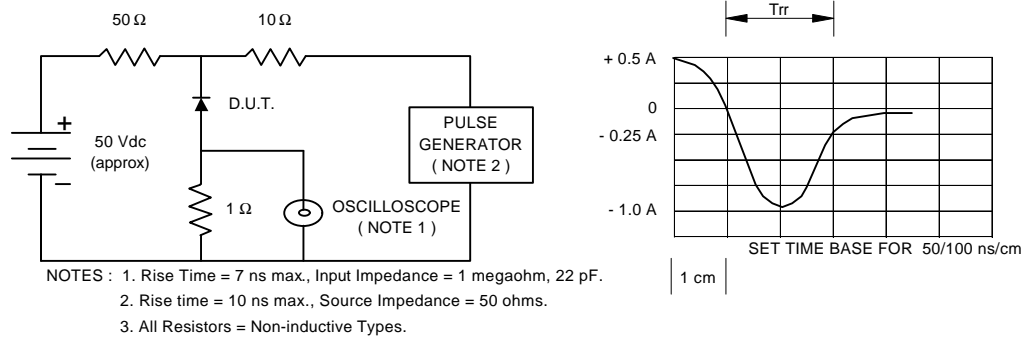 50 Ω
10 Ω
Trr
+ 0.5 A
0
- 0.25 A
- 1.0 A
D.U.T.
+
50 Vdc
(approx)
−
PULSE
GENERATOR
( NOTE 2 )
1 Ω
OSCILLOSCOPE
( NOTE 1 )
SET TIME BASE FOR 50/100 ns/cm
1 cm
NOTES : 1. Rise Time = 7 ns max., Input Impedance = 1 megaohm, 22 pF.
2. Rise time = 10 ns max., Source Impedance = 50 ohms.
3. All Resistors = Non-inductive Types.